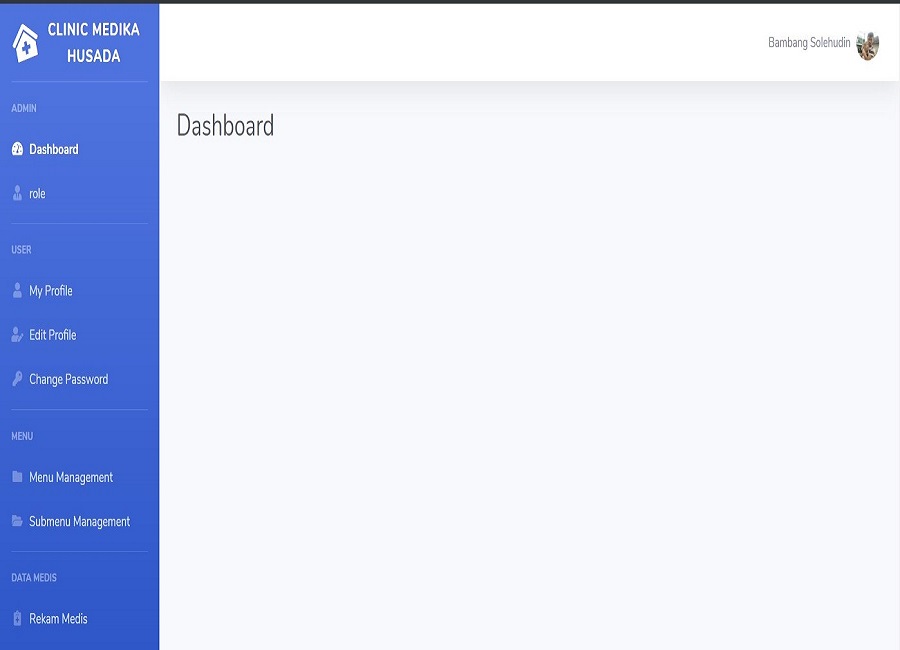 CLINIC MEDIKA
HUSADA
Bambang Solehudin
ADMIN
Dashboard
role
USER
My Profile
Edit Profile
Change Password
MENU
Menu Management
Submenu Management
DATA MEDIS
Rekam Medis
Dashboard